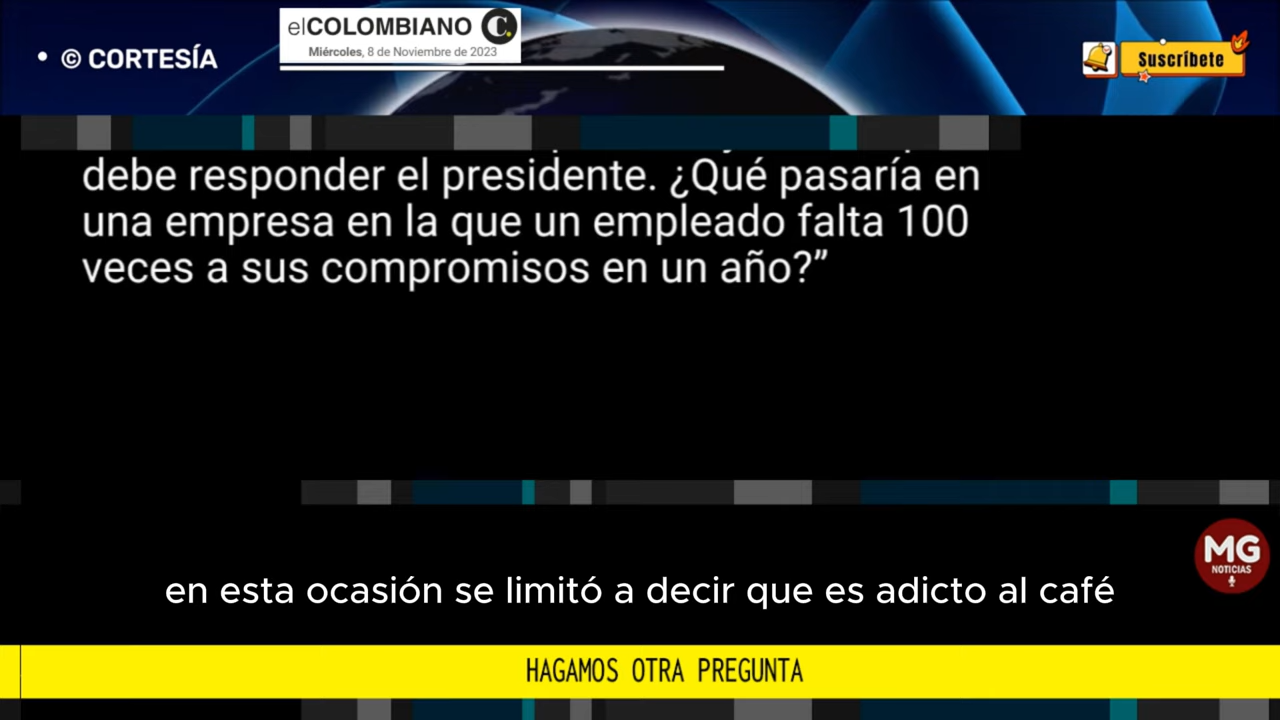 • © CORTESÍA
elCOLOMBIANO C.
Miércoles, 8 de Noviembre de 2023
Suscríbete
debe responder el presidente. ¿Qué pasaría en
una empresa en la que un empleado falta 100
veces a sus compromisos en un año?”
MG
NOTICIAS
en esta ocasión se limitó a decir que es adicto al café
HAGAMOS OTRA PREGUNTA